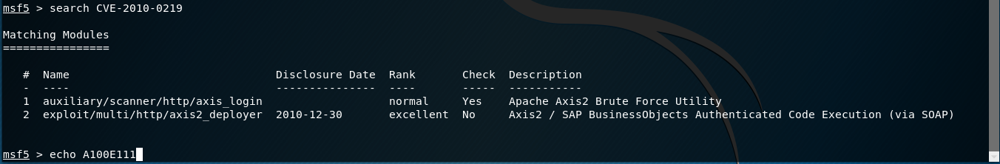 msf5 > search CVE-2010-0219
Matching Modules
================
#  Name                                   Disclosure Date  Rank       Check  Description
-  ----                                   ---------------  ----       -----  -----------
1  auxiliary/scanner/http/axis_login                       normal     Yes    Apache Axis2 Brute Force Utility
2  exploit/multi/http/axis2_deployer  2010-12-30       excellent  No     Axis2 / SAP BusinessObjects Authenticated Code Execution (via SOAP)
msf5 > echo A100E111